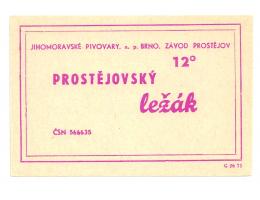 JIHOMORAVSKÉ PIVOVARY, n. p. BRNO, ZÁVOD PROSTĚJOV
12°
PROSTĚJOVSKÝ
ležák
ČSN 566635